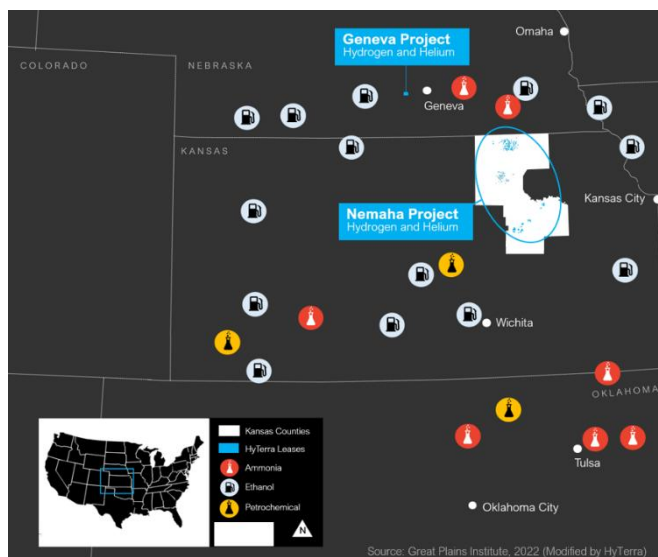 Omaha
Geneva Project
Hydrogen and Helium
COLORADO
NEBRASKA
Geneva
KANSAS
Kansas City
Nemaha Project
Hydrogen and Helium
Wichita
OKLAHOMA
Kansas Counties
HyTerra Leases
Ammonia
Ethanol
Petrochemical
N
Tulsa
Oklahoma City
Source: Great Plains Institute, 2022 (Modified by HyTerra)